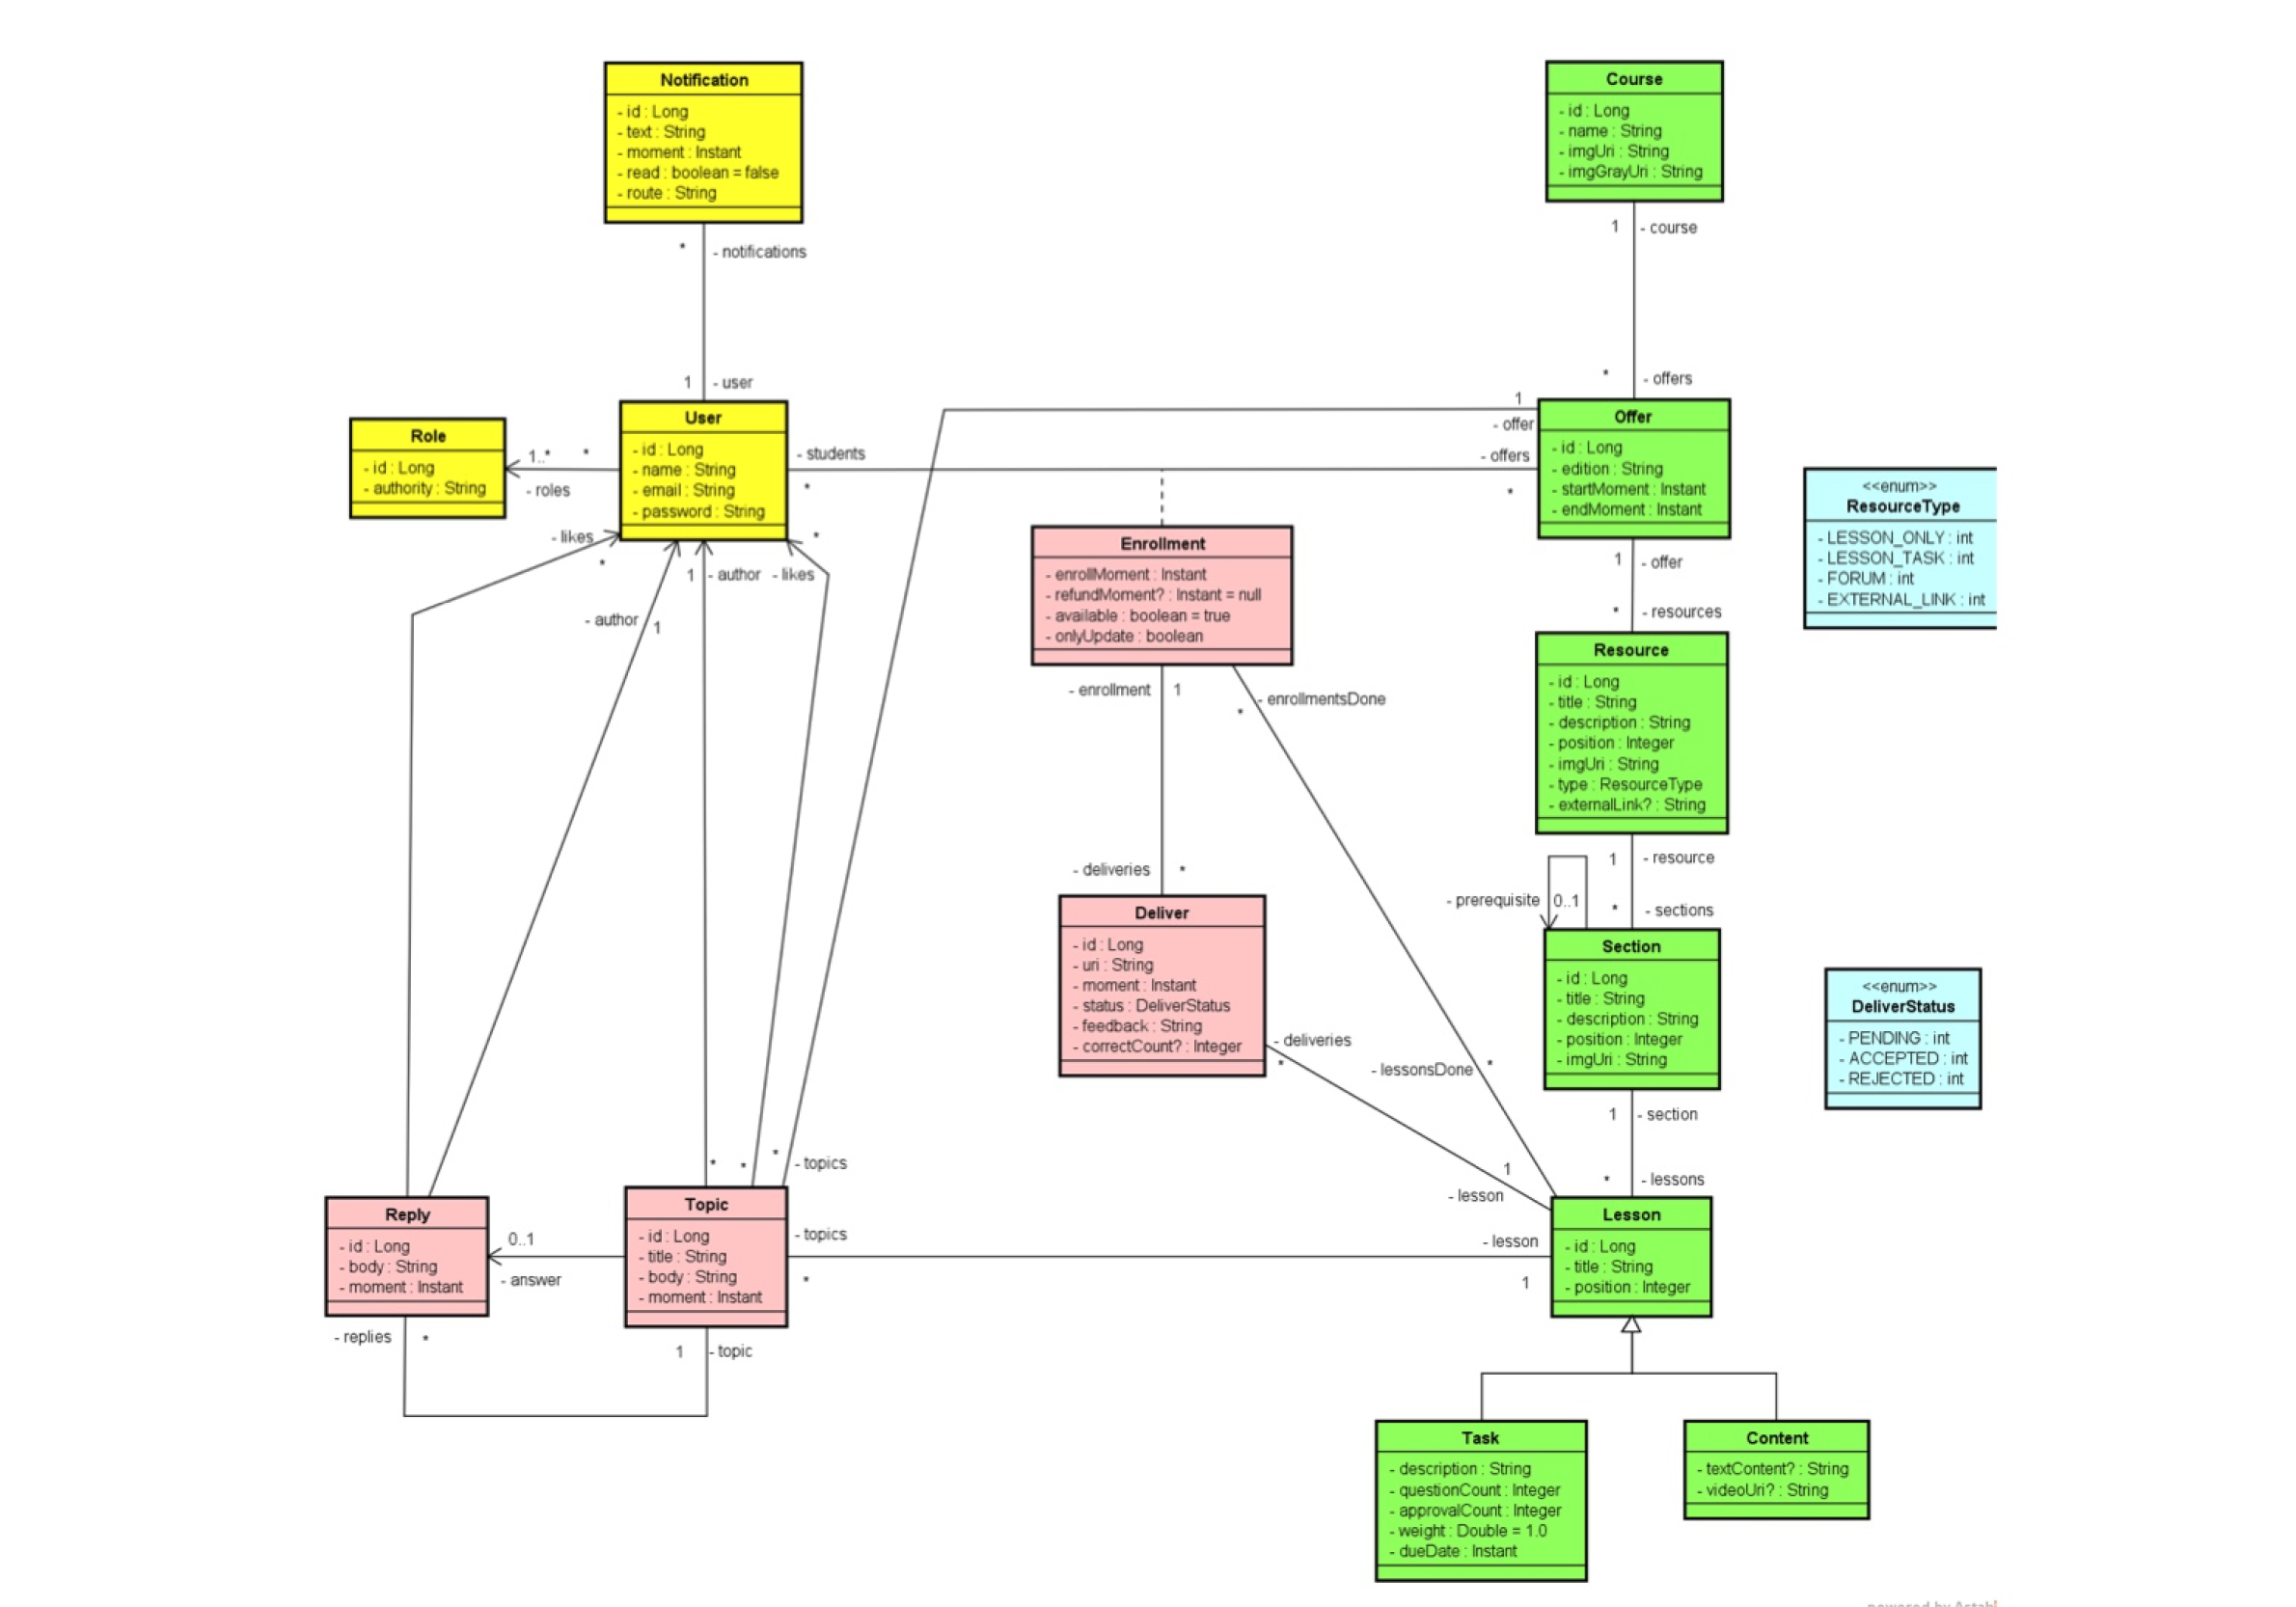 Notification
- id : Long
- text : String
- moment : Instant
- read : boolean = false
- route : String
* - notifications
1 - user
Course
- id : Long
- name : String
- imgUri : String
- imgGrayUri : String
1 - course
* - offers
Role
- id : Long
- authority : String
1..* *
- roles
User
- id : Long
- name : String
- email : String
- password : String
- students
*
1
- offer
- offers
*
Offer
- id : Long
- edition : String
- startMoment : Instant
- endMoment : Instant
1 - offer
* - resources
<<enum>>
ResourceType
- LESSON_ONLY : int
- LESSON_TASK : int
- FORUM : int
- EXTERNAL_LINK : int
- likes
*
- author
1
1 - author
- likes
*
Enrollment
- enrollMoment : Instant
- refundMoment? : Instant = null
- available : boolean = true
- onlyUpdate : boolean
- enrollment 1
- enrollmentsDone
*
- deliveries *
Resource
- id : Long
- title : String
- description : String
- position : Integer
- imgUri : String
- type : ResourceType
- externalLink? : String
1 - resource
- prerequisite 0..1
* - sections
Deliver
- id : Long
- uri : String
- moment : Instant
- status : DeliverStatus
- feedback : String
- correctCount? : Integer
- deliveries
*
- lessonsDone *
Section
- id : Long
- title : String
- description : String
- position : Integer
- imgUri : String
1 - section
* - lessons
<<enum>>
DeliverStatus
- PENDING : int
- ACCEPTED : int
- REJECTED : int
* * * - topics
1
- lesson
Reply
- id : Long
- body : String
- moment : Instant
0..1
- answer
- replies *
Topic
- id : Long
- title : String
- body : String
- moment : Instant
1 - topic
- topics
*
- lesson
1
Lesson
- id : Long
- title : String
- position : Integer
Task
- description : String
- questionCount : Integer
- approvalCount : Integer
- weight : Double = 1.0
- dueDate : Instant
Content
- textContent? : String
- videoUri? : String
powered by